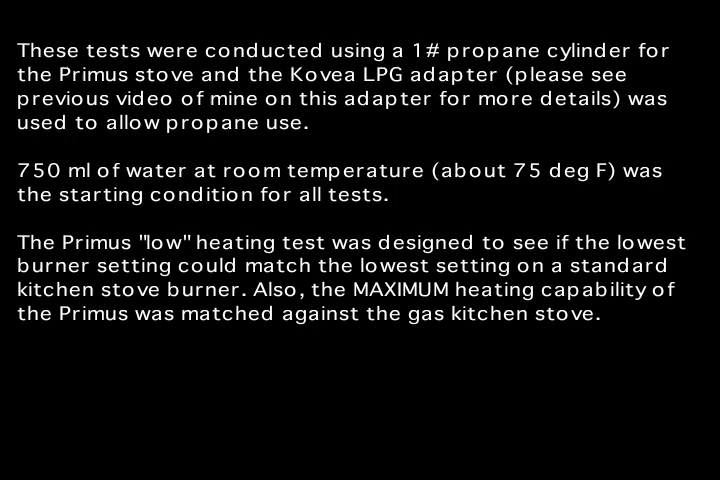 These tests were conducted using a 1# propane cylinder for
the Primus stove and the Kovea LPG adapter (please see
previous video of mine on this adapter for more details) was
used to allow propane use.
750 ml of water at room temperature (about 75 deg F) was
the starting condition for all tests.
The Primus "low" heating test was designed to see if the lowest
burner setting could match the lowest setting on a standard
kitchen stove burner. Also, the MAXIMUM heating capability of
the Primus was matched against the gas kitchen stove.